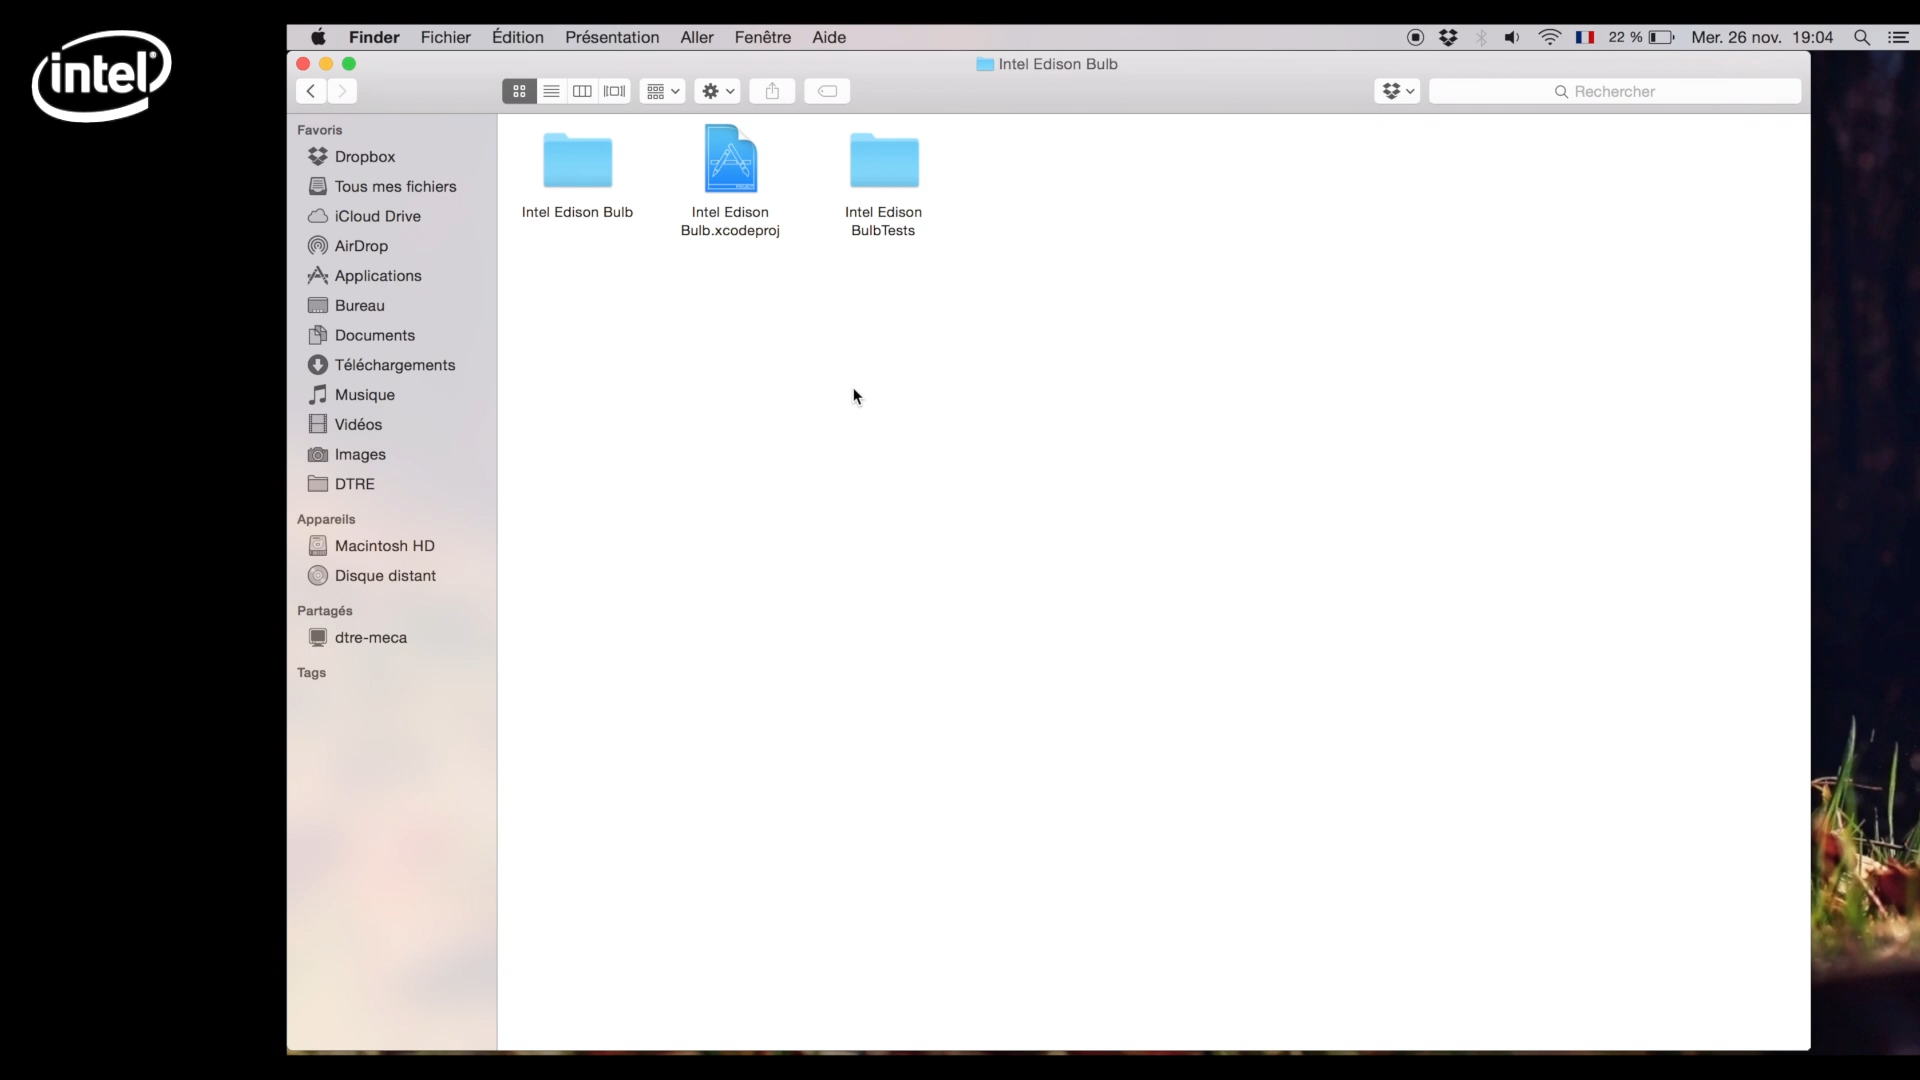 intel
Finder Fichier Édition Présentation Aller Fenêtre Aide 22 % Mer. 26 nov. 19:04
Intel Edison Bulb
Rechercher
Favoris
Dropbox
Tous mes fichiers
iCloud Drive
AirDrop
Applications
Bureau
Documents
Téléchargements
Musique
Vidéos
Images
DTRE
Appareils
Macintosh HD
Disque distant
Partagés
dtre-meca
Tags
Intel Edison Bulb
Intel Edison
Bulb.xcodeproj
Intel Edison
BulbTests